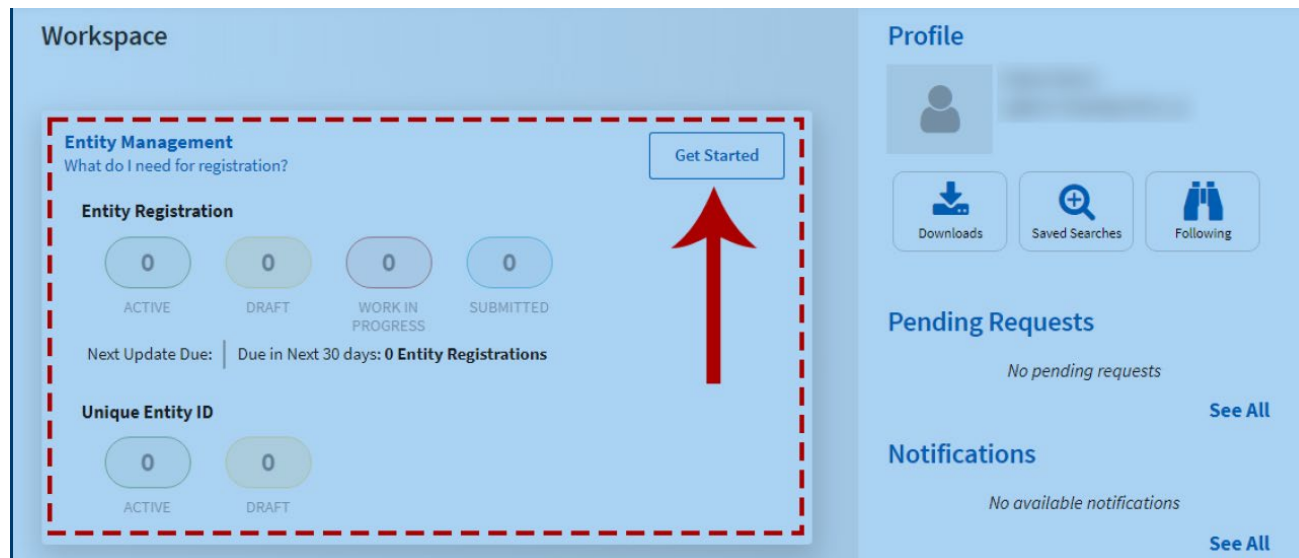 Workspace
Entity Management
What do I need for registration?
Get Started
Entity Registration
0
0
0
0
ACTIVE
DRAFT
WORK IN
PROGRESS
SUBMITTED
Next Update Due: Due in Next 30 days: 0 Entity Registrations
Unique Entity ID
0
0
ACTIVE
DRAFT
Profile
Downloads
Saved Searches
Following
Pending Requests
No pending requests
See All
Notifications
No available notifications
See All